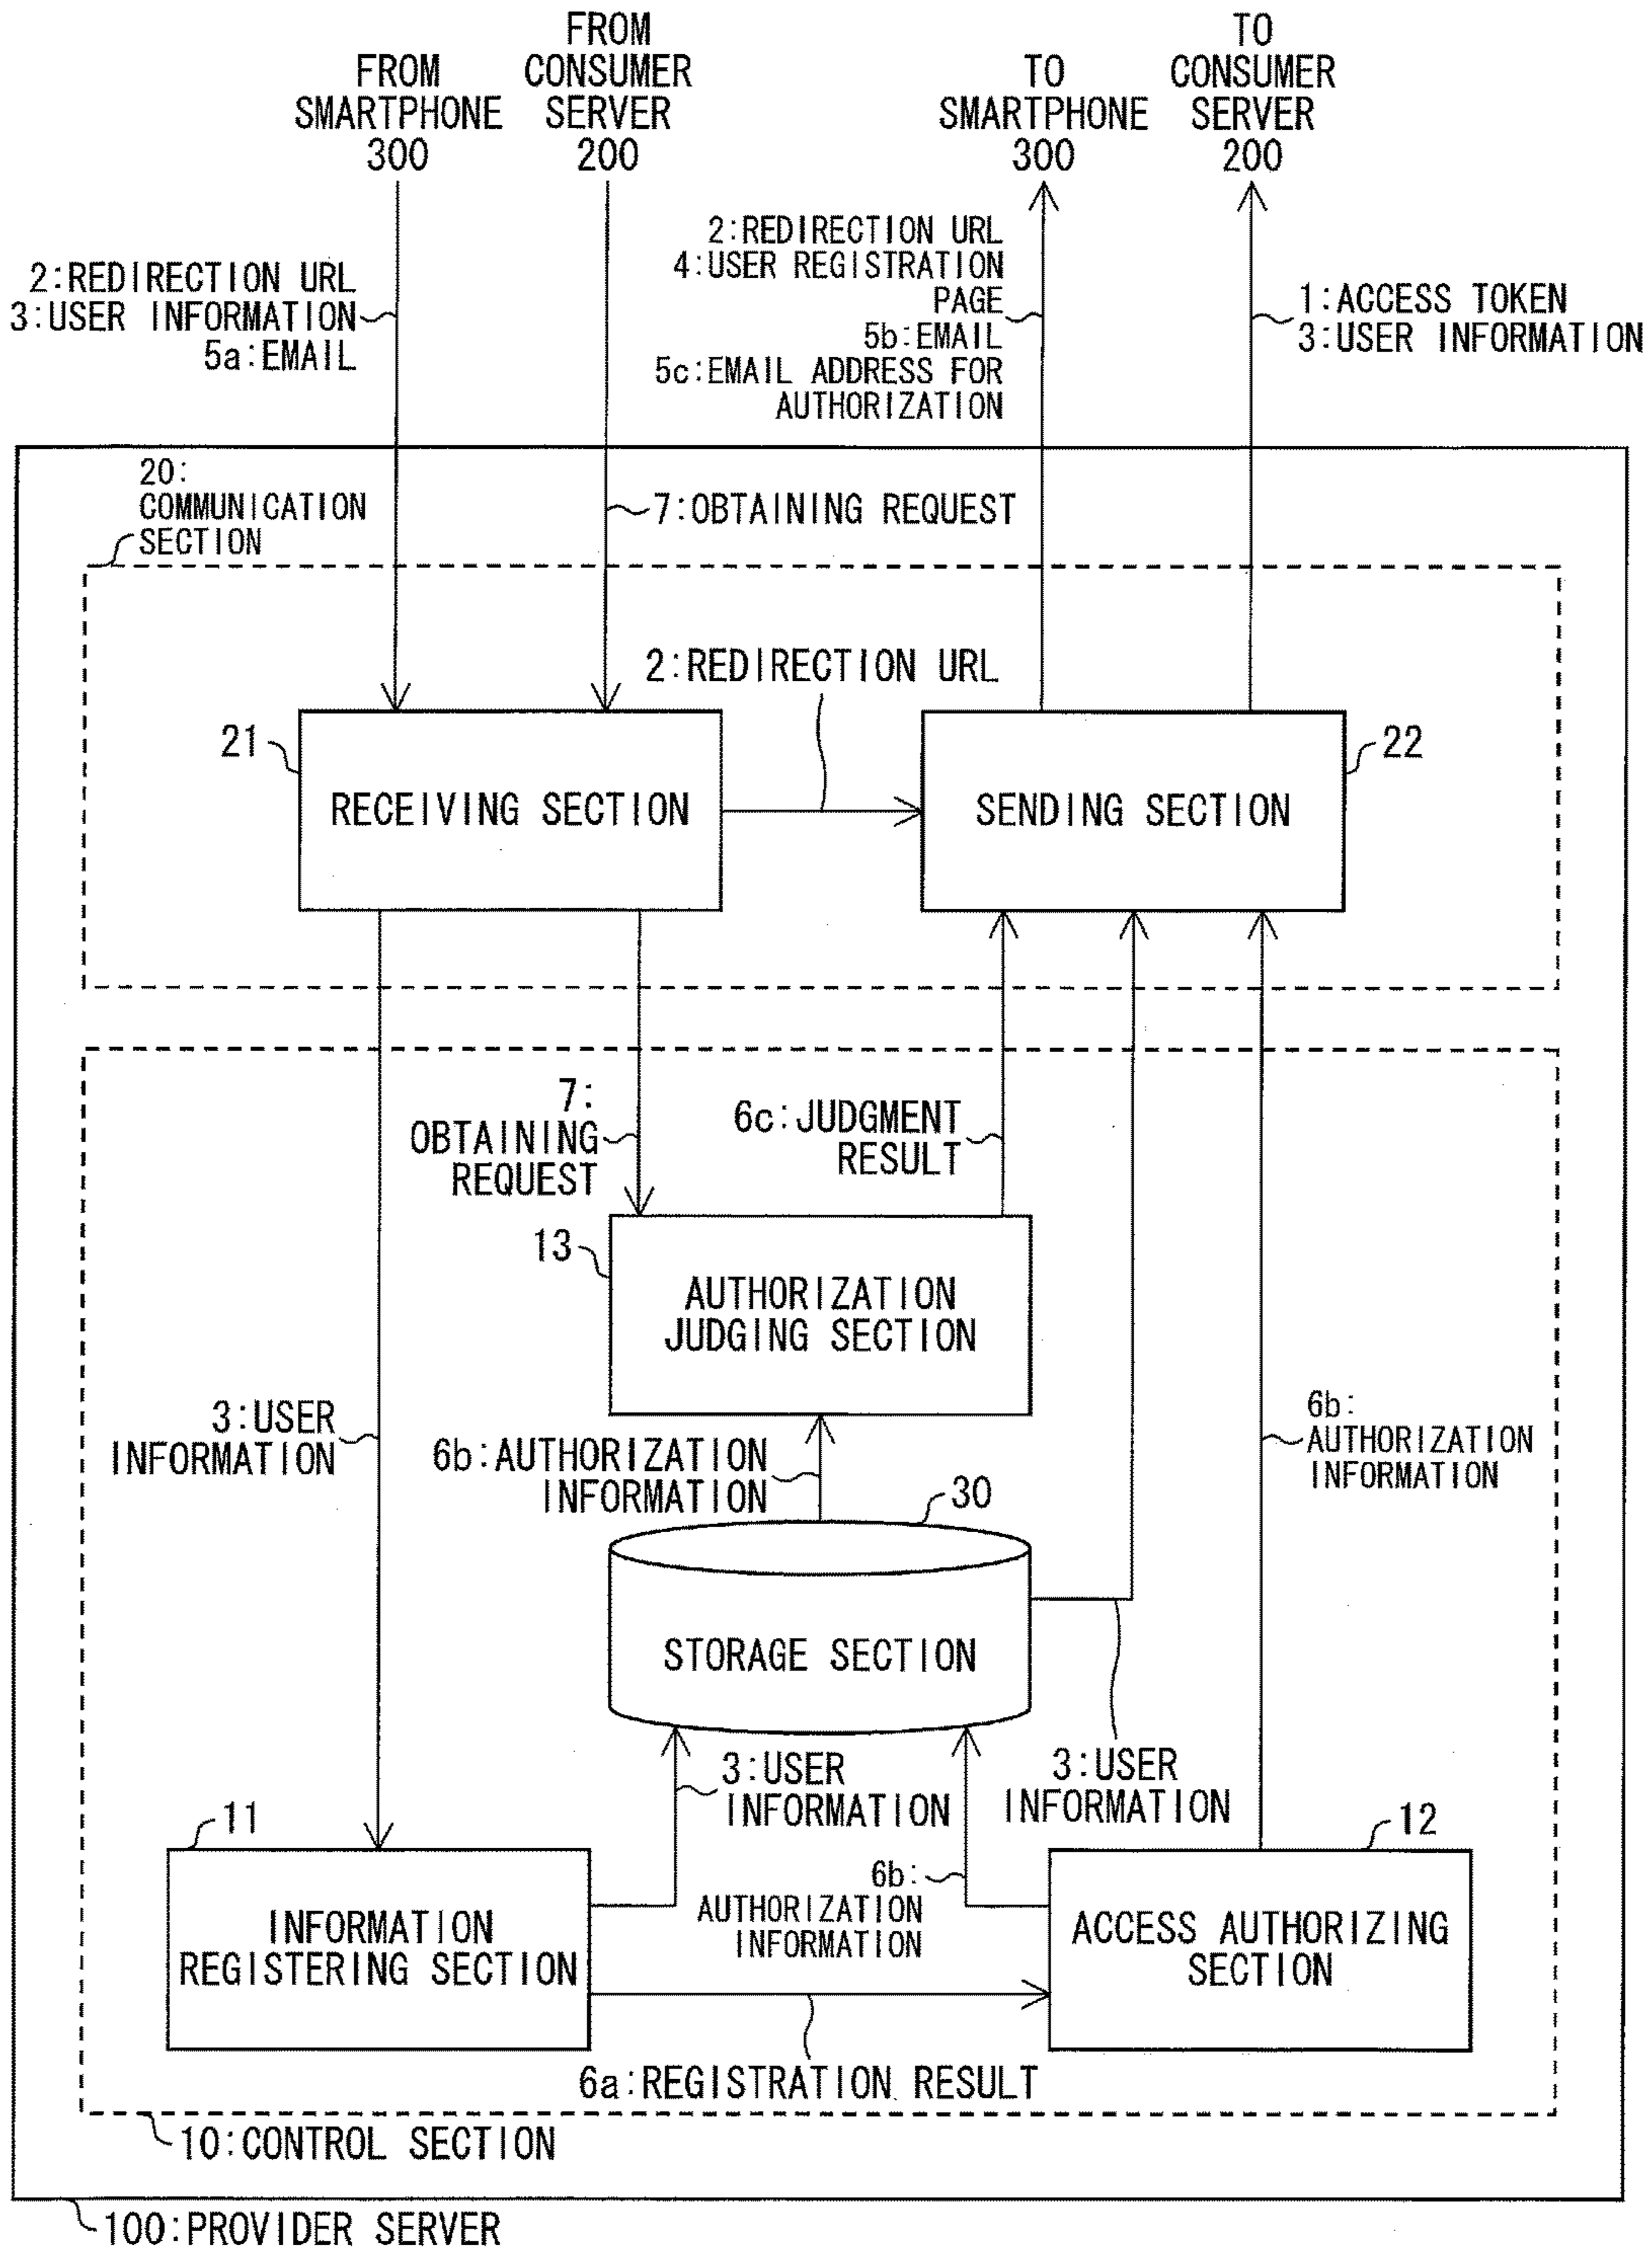 FROM
SMARTPHONE
300
FROM
CONSUMER
SERVER
200
TO
SMARTPHONE
300
TO
CONSUMER
SERVER
200
2:REDIRECTION URL
3:USER INFORMATION
5a:EMAIL
2:REDIRECTION URL
4:USER REGISTRATION
PAGE
5b:EMAIL
5c:EMAIL ADDRESS FOR
AUTHORIZATION
1:ACCESS TOKEN
3:USER INFORMATION
20:
COMMUNICATION
SECTION
7:OBTAINING REQUEST
2:REDIRECTION URL
21
RECEIVING SECTION
22
SENDING SECTION
7:
OBTAINING
REQUEST
6c:JUDGMENT
RESULT
13
AUTHORIZATION
JUDGING SECTION
3:USER
INFORMATION
6b:AUTHORIZATION
INFORMATION
6b:
AUTHORIZATION
INFORMATION
30
STORAGE SECTION
3:USER
INFORMATION
3:USER
INFORMATION
11
INFORMATION
REGISTERING SECTION
6b:
AUTHORIZATION
INFORMATION
12
ACCESS AUTHORIZING
SECTION
6a:REGISTRATION RESULT
10:CONTROL SECTION
100:PROVIDER SERVER